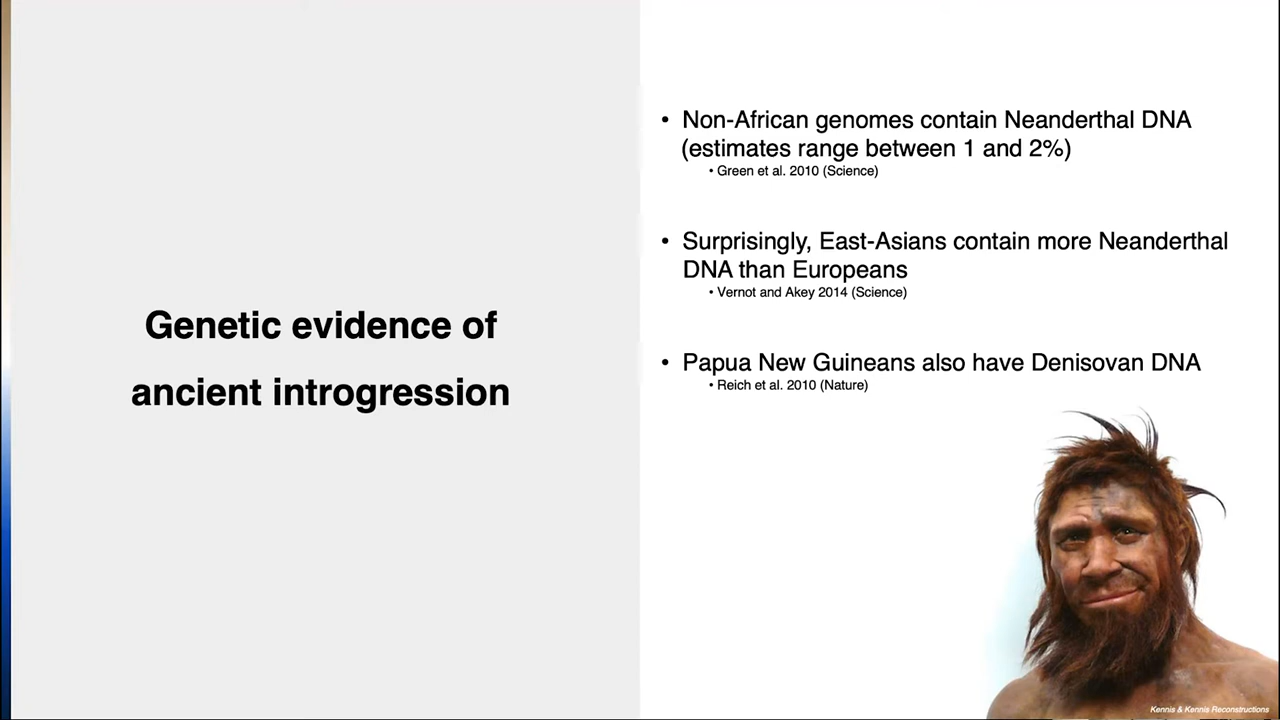 Genetic evidence of
ancient introgression
• Non-African genomes contain Neanderthal DNA
(estimates range between 1 and 2%)
• Green et al. 2010 (Science)
• Surprisingly, East-Asians contain more Neanderthal
DNA than Europeans
• Vernot and Akey 2014 (Science)
• Papua New Guineans also have Denisovan DNA
• Reich et al. 2010 (Nature)
Kennis & Kennis Reconstructions